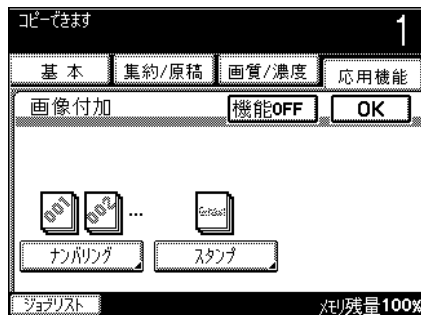 コピーできます 1
基本 集約/原稿 画質/濃度 応用機能
画像付加 機能OFF OK
001 002 ...
ナンバリング スタンプ
ジョブリスト メモリ残量100%